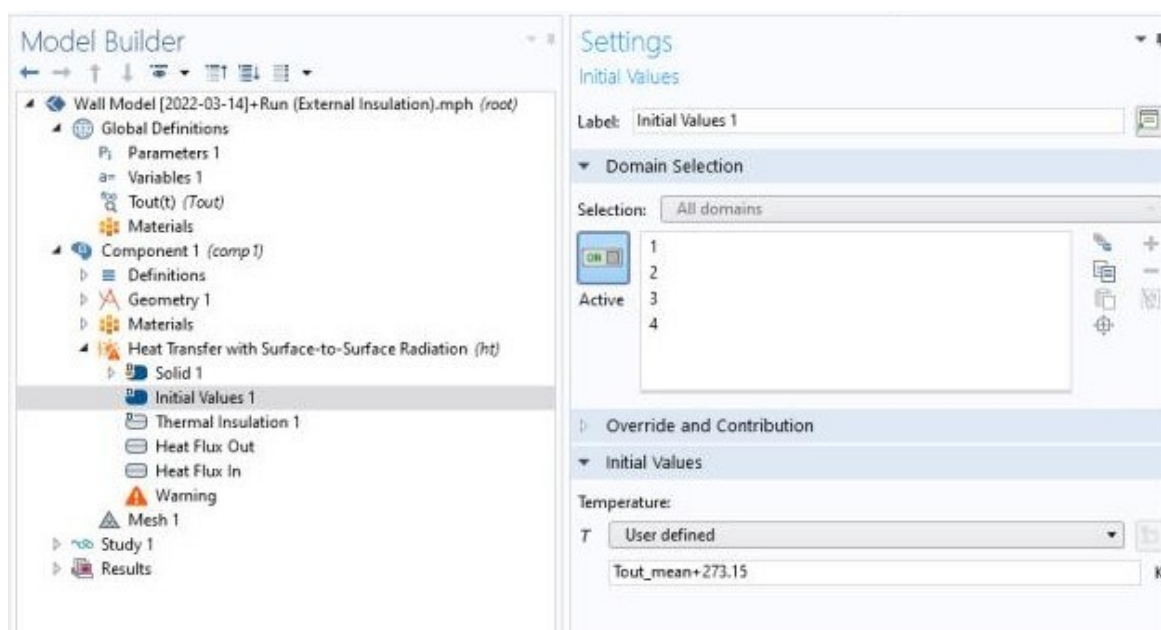 Model Builder
Wall Model [2022-03-14]+Run (External Insulation).mph (root)
Global Definitions
Pi Parameters 1
a= Variables 1
Tout(t) (Tout)
Materials
Component 1 (comp1)
Definitions
Geometry 1
Materials
Heat Transfer with Surface-to-Surface Radiation (ht)
Solid 1
Initial Values 1
Thermal Insulation 1
Heat Flux Out
Heat Flux In
Warning
Mesh 1
Study 1
Results
Settings
Initial Values
Label: Initial Values 1
Domain Selection
Selection: All domains
ON
Active
1
2
3
4
Override and Contribution
Initial Values
Temperature:
T User defined
Tout_mean+273.15 K